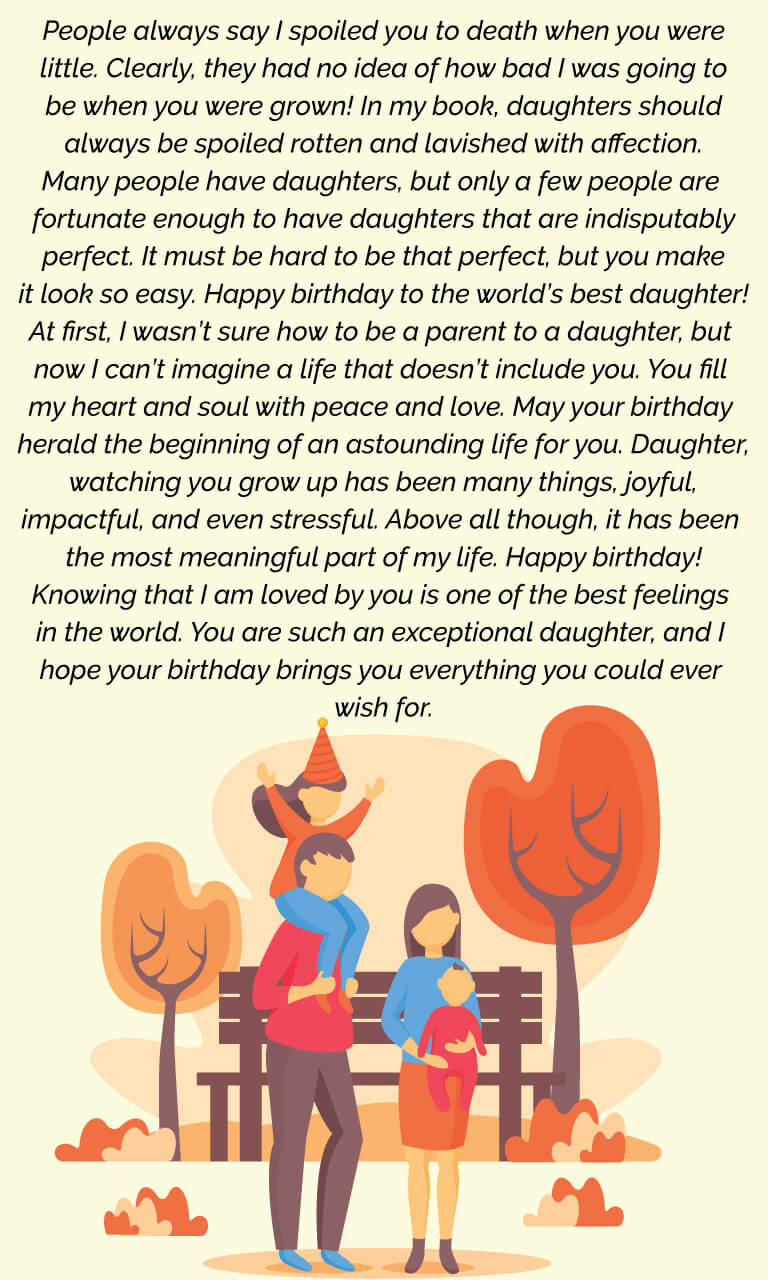 People always say I spoiled you to death when you were
little. Clearly, they had no idea of how bad I was going to
be when you were grown! In my book, daughters should
always be spoiled rotten and lavished with affection.
Many people have daughters, but only a few people are
fortunate enough to have daughters that are indisputably
perfect. It must be hard to be that perfect, but you make
it look so easy. Happy birthday to the world’s best daughter!
At first, I wasn’t sure how to be a parent to a daughter, but
now I can’t imagine a life that doesn’t include you. You fill
my heart and soul with peace and love. May your birthday
herald the beginning of an astounding life for you. Daughter,
watching you grow up has been many things, joyful,
impactful, and even stressful. Above all though, it has been
the most meaningful part of my life. Happy birthday!
Knowing that I am loved by you is one of the best feelings
in the world. You are such an exceptional daughter, and I
hope your birthday brings you everything you could ever
wish for.